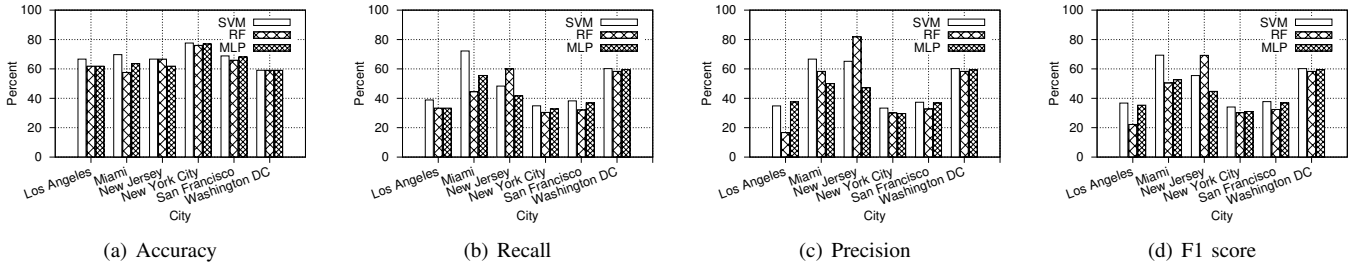 100
80
60
40
20
0
Percent
SVM
RF
MLP
Los Angeles
Miami
New Jersey
New York City
San Francisco
Washington DC
City
(a) Accuracy
100
80
60
40
20
0
Percent
SVM
RF
MLP
Los Angeles
Miami
New Jersey
New York City
San Francisco
Washington DC
City
(b) Recall
100
80
60
40
20
0
Percent
SVM
RF
MLP
Los Angeles
Miami
New Jersey
New York City
San Francisco
Washington DC
City
(c) Precision
100
80
60
40
20
0
Percent
SVM
RF
MLP
Los Angeles
Miami
New Jersey
New York City
San Francisco
Washington DC
City
(d) F1 score